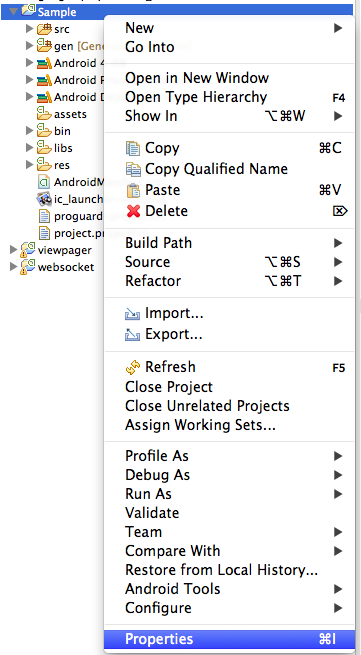 Sample
src
gen [Gene
Android 4
Android P
Android D
assets
bin
libs
res
AndroidM
ic_launch
proguard
project.pr
viewpager
websocket
New
Go Into
Open in New Window
Open Type Hierarchy F4
Show In ⌥⌘W
Copy ⌘C
Copy Qualified Name
Paste ⌘V
Delete ⌦
Build Path
Source ⌥⌘S
Refactor ⌥⌘T
Import...
Export...
Refresh F5
Close Project
Close Unrelated Projects
Assign Working Sets...
Profile As
Debug As
Run As
Validate
Team
Compare With
Restore from Local History...
Android Tools
Configure
Properties ⌘I